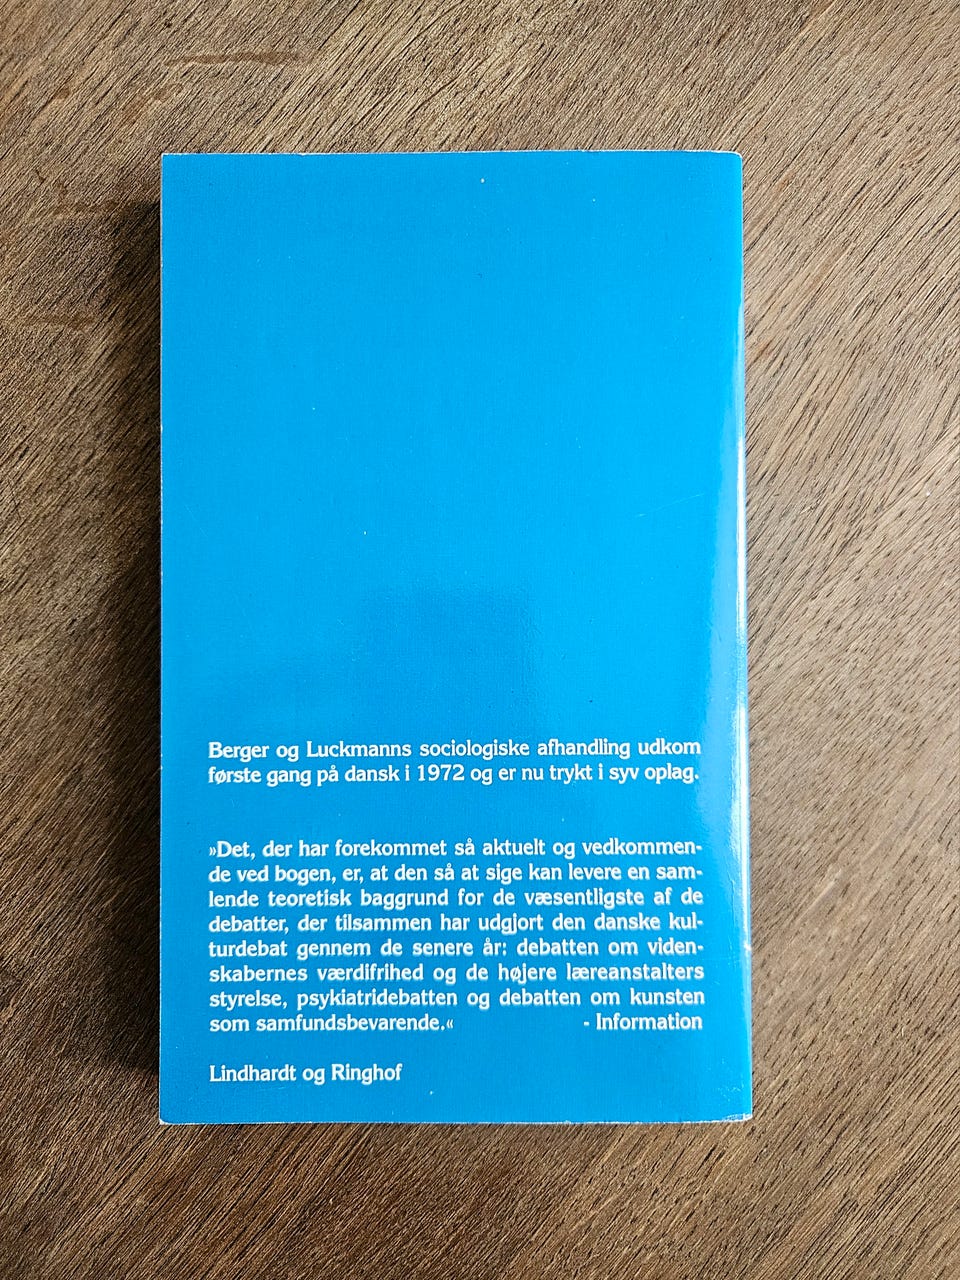 Berger og Luckmanns sociologiske afhandling udkom
første gang på dansk i 1972 og er nu trykt i syv oplag.
»Det, der har forekommet så aktuelt og vedkommen-
de ved bogen, er, at den så at sige kan levere en sam-
lende teoretisk baggrund for de væsentligste af de
debatter, der tilsammen har udgjort den danske kul-
turdebat gennem de senere år: debatten om viden-
skabernes værdifrihed og de højere læreanstalters
styrelse, psykiatridebatten og debatten om kunsten
som samfundsbevarende.« - Information
Lindhardt og Ringhof